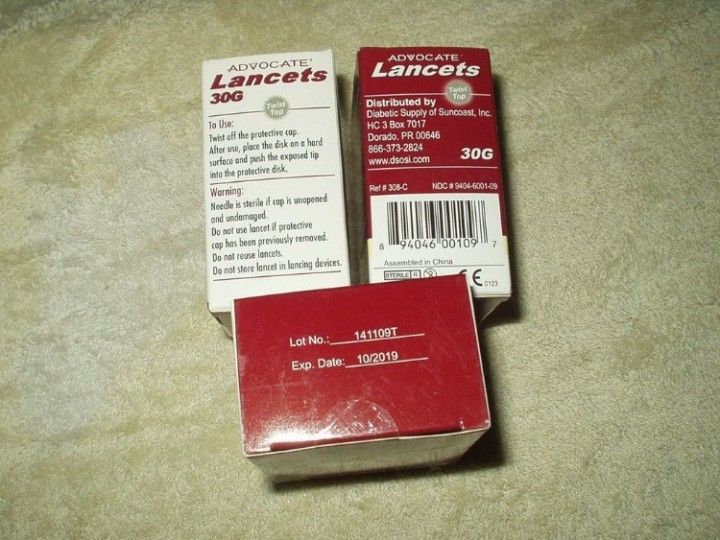 ADVOCATE
Lancets
30G
Twist
Top
To Use:
Twist off the protective cap.
After use, place the disk on a hard
surface and push the exposed tip
into the protective disk.
Warning:
Needle is sterile if cap is unopened
and undamaged.
Do not use lancet if protective
cap has been previously removed.
Do not reuse lancets.
Do not store lancet in lancing devices.
ADVOCATE
Lancets
Twist
Top
Distributed by
Diabetic Supply of Suncoast, Inc.
HC 3 Box 7017
Dorado, PR 00646
866-373-2824
www.dsosi.com
30G
Ref # 308-C NDC # 9404-6001-09
8 94046 00109 7
Assembled in China
STERILE R 2 CE 0123
Lot No.: 141109T
Exp. Date: 10/2019